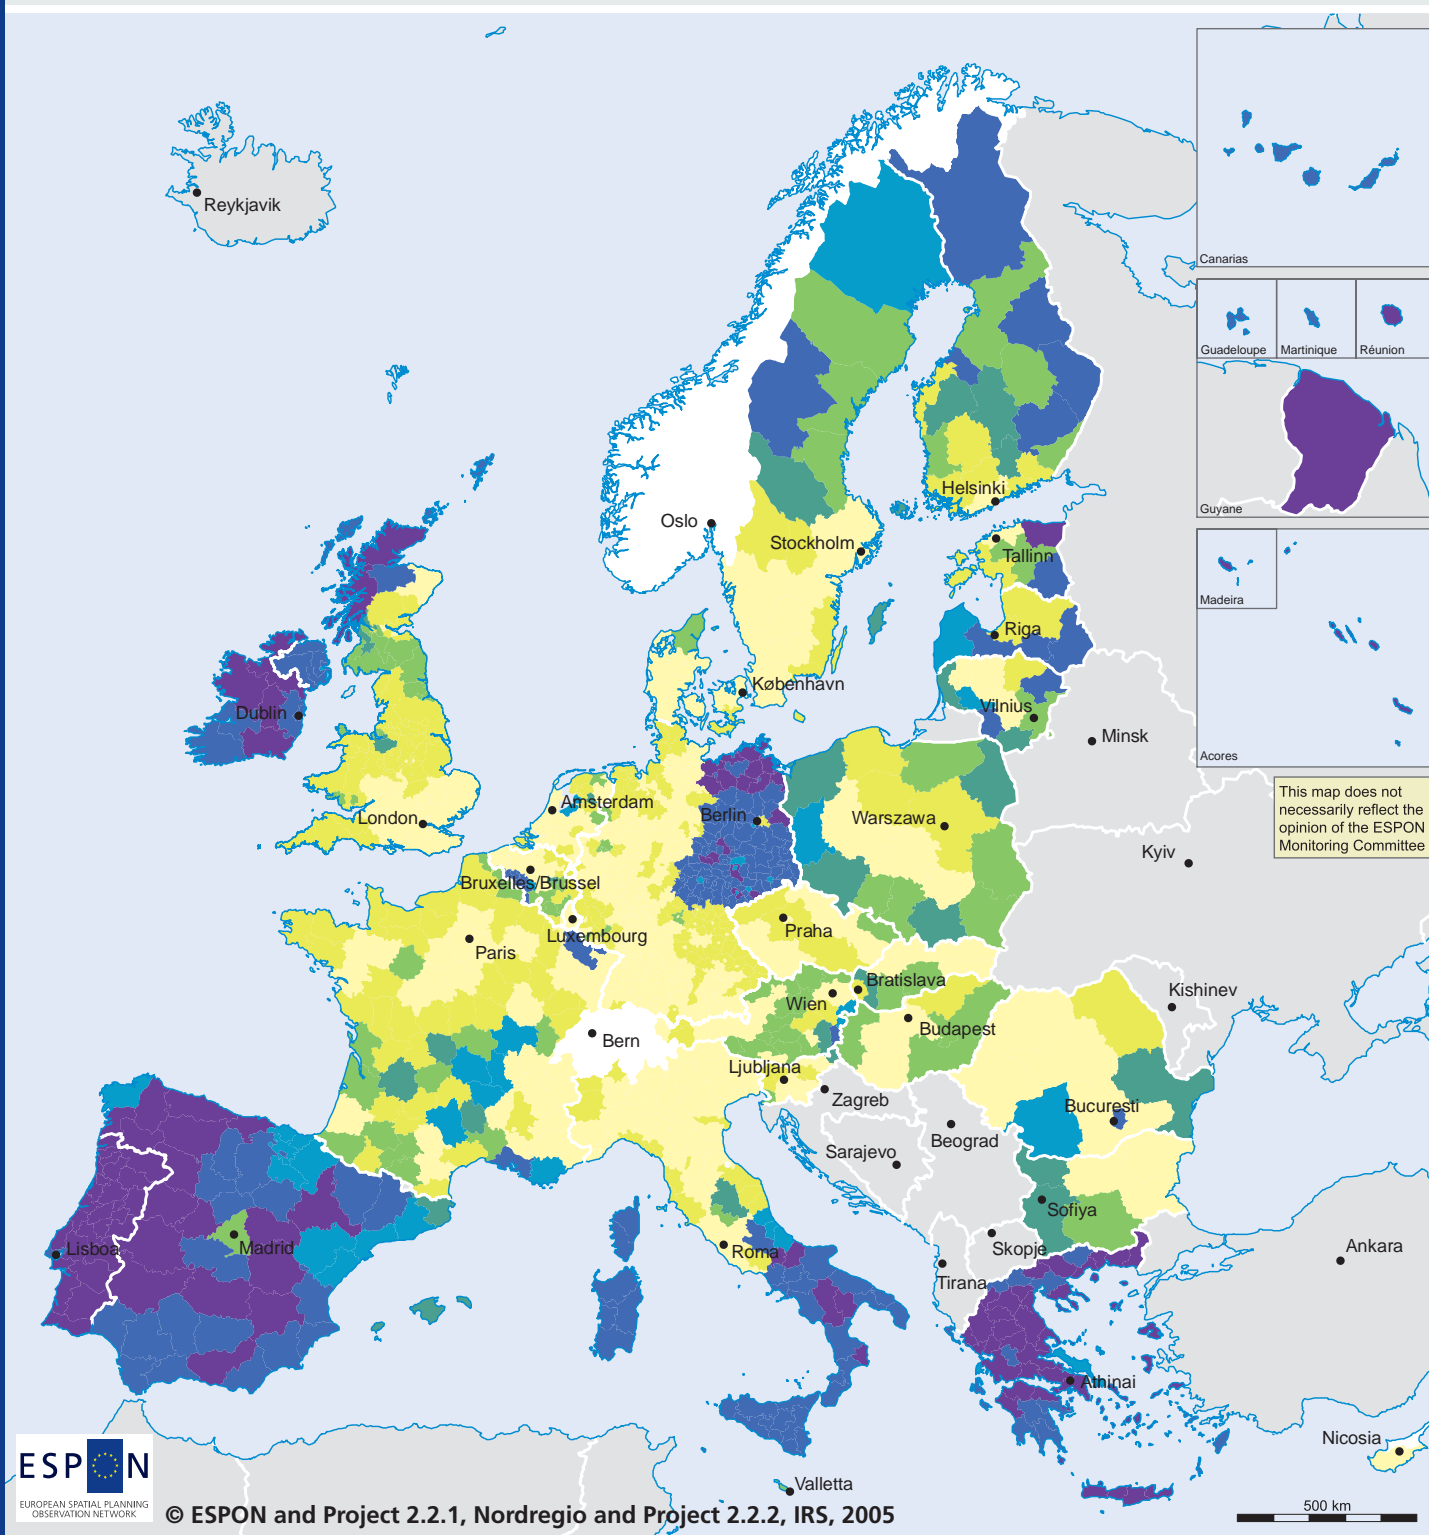 Canarias
Reykjavik
Guadeloupe
Martinique
Réunion
Guyane
Helsinki
Oslo
Stockholm
Tallinn
Madeira
Riga
København
Vilnius
Dublin
Minsk
Acores
This map does not
necessarily reflect the
opinion of the ESPON
Monitoring Committee
Amsterdam
London
Berlin
Warszawa
Kyiv
Bruxelles/Brussel
Praha
Luxembourg
Paris
Bratislava
Kishinev
Wien
Budapest
Bern
Ljubljana
Zagreb
Bucuresti
Beograd
Sarajevo
Sofiya
Lisboa
Madrid
Roma
Skopje
Ankara
Tirana
Athinai
Nicosia
Valletta
ESPON
EUROPEAN SPATIAL PLANNING
OBSERVATION NETWORK
© ESPON and Project 2.2.1, Nordregio and Project 2.2.2, IRS, 2005
500 km